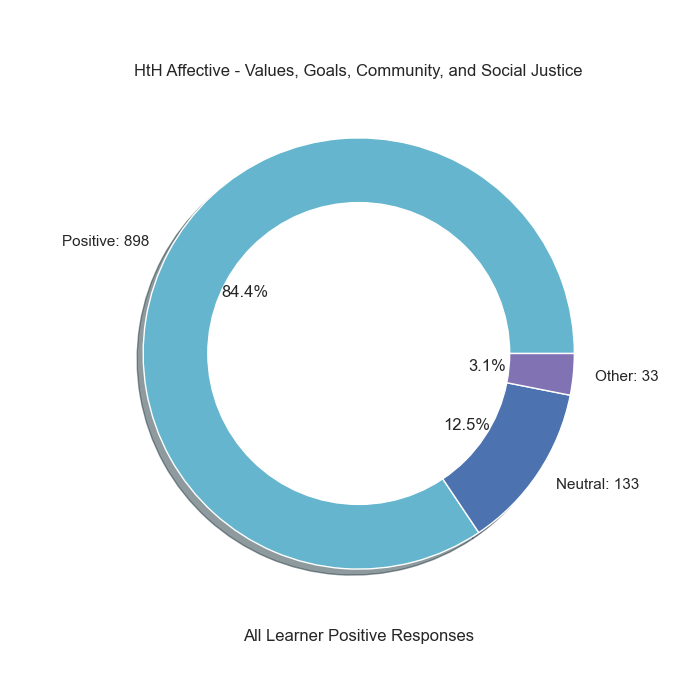 HtH Affective - Values, Goals, Community, and Social Justice
Positive: 898
84.4%
3.1%
Other: 33
12.5%
Neutral: 133
All Learner Positive Responses